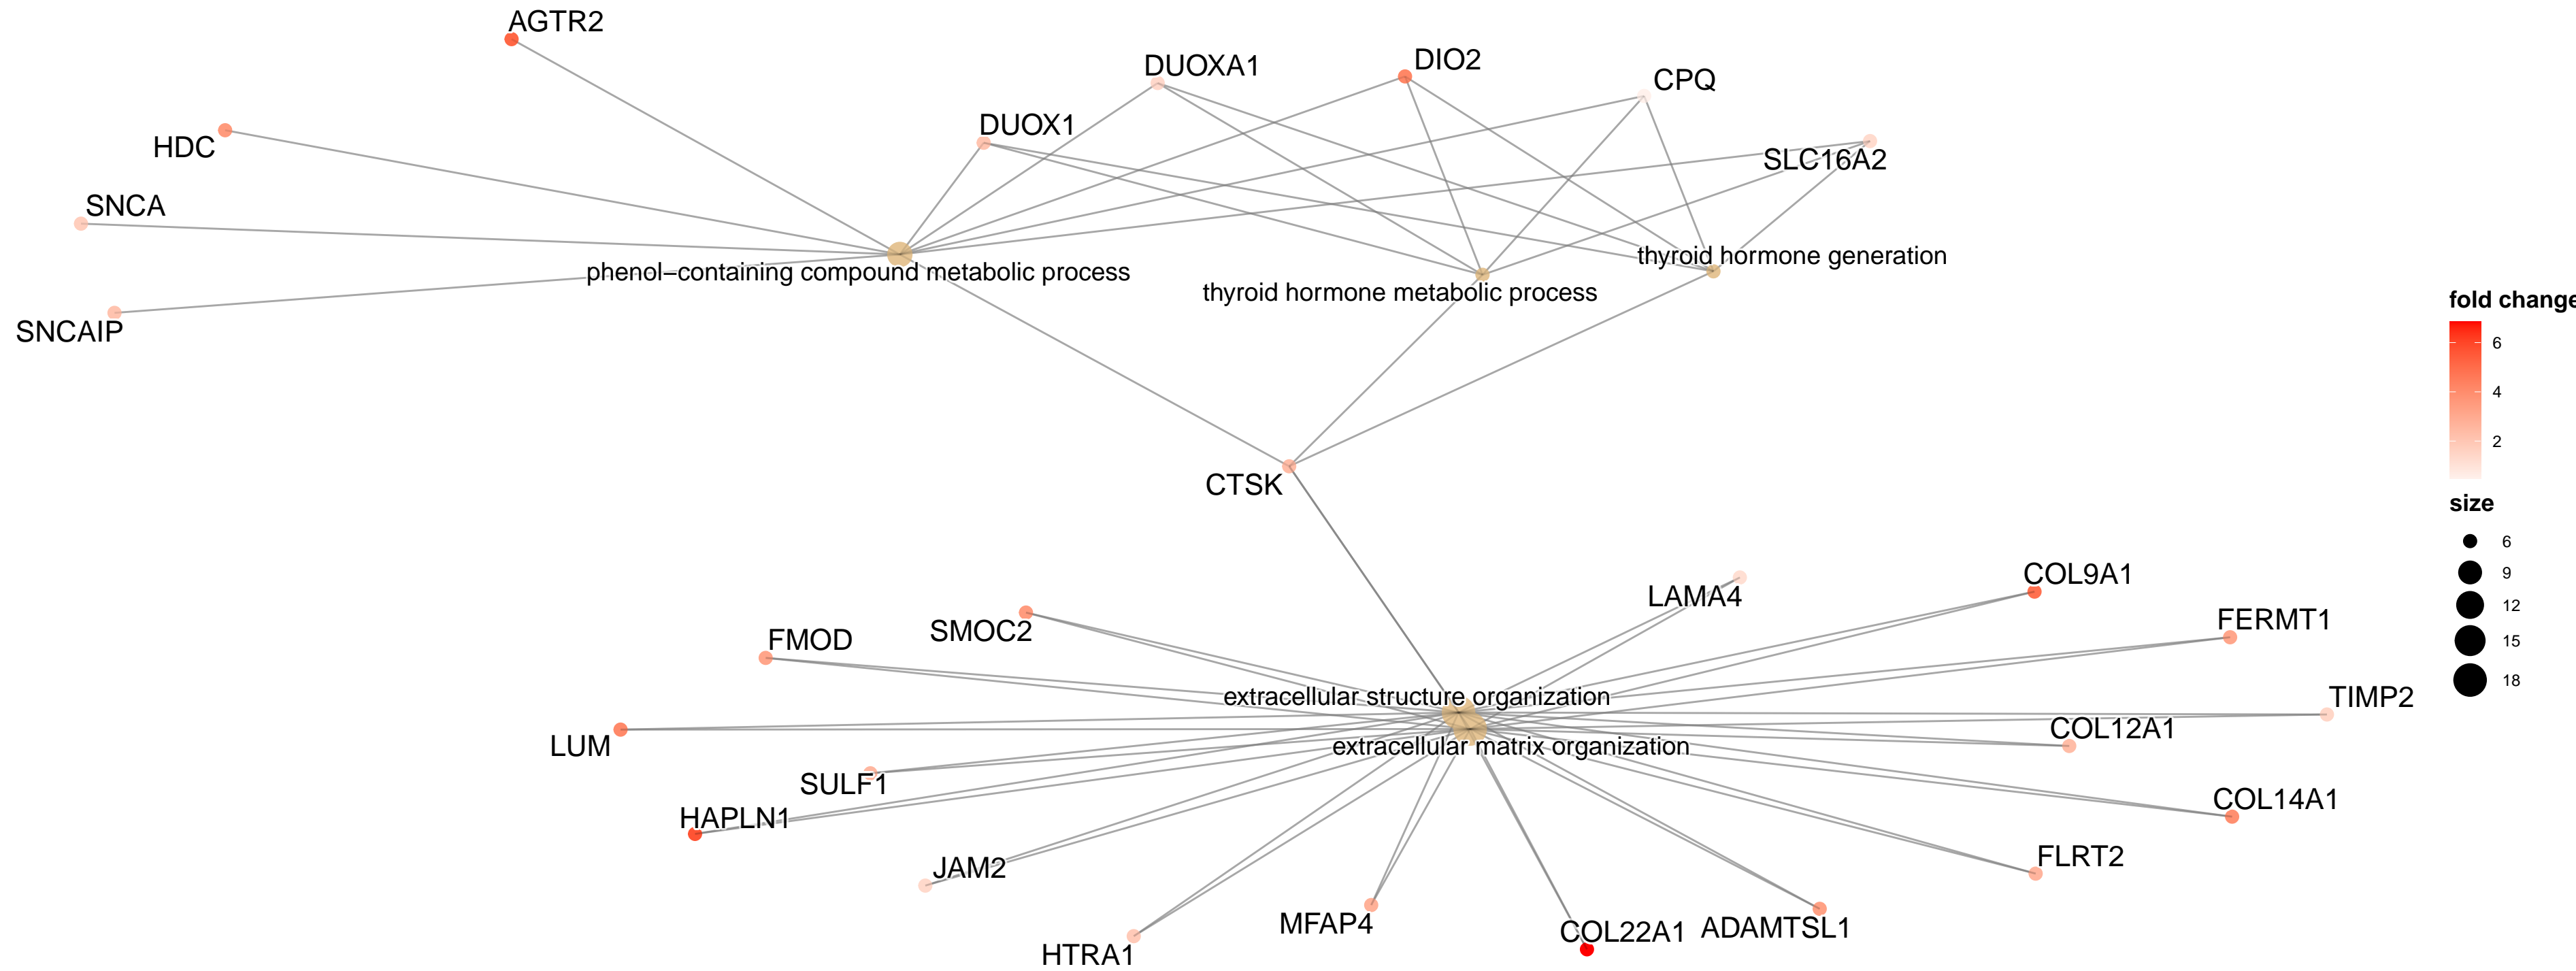 AGTR2
DUOXA1
DIO2
CPQ
DUOX1
HDC
SLC16A2
SNCA
thyroid hormone generation
phenol−containing compound metabolic process
thyroid hormone metabolic process
SNCAIP
CTSK
LAMA4
COL9A1
SMOC2
FERMT1
FMOD
extracellular structure organization
TIMP2
COL12A1
LUM
extracellular matrix organization
SULF1
COL14A1
HAPLN1
FLRT2
JAM2
MFAP4
COL22A1
ADAMTSL1
HTRA1
fold change
6
4
2
size
6
9
12
15
18